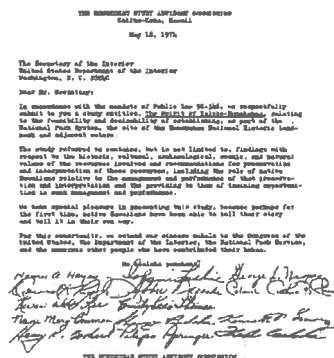 THE HONOKOHAU STUDY ADVISORY COMMISSION
Kailua-Kona, Hawaii
May 15, 1974
The Secretary of the Interior
United States Department of the Interior
Washington, D. C. 20240
Dear Mr. Secretary:
In accordance with the mandate of Public Law 92-346, we respectfully
submit to you a study entitled, The Spirit of Kaloko-Honokohau, relating
to the feasibility and desirability of establishing, as part of the
National Park System, the site of the Honokohau National Historic Land-
mark and adjacent waters.
The study referred to contains, but is not limited to, findings with
respect to the historic, cultural, archaeological, scenic, and natural
values of the resources involved and recommendations for preservation
and interpretation of those resources, including the role of native
Hawaiians relative to the management and performance of that preserva-
tion and interpretation and the providing to them of training opportuni-
ties in such management and performance.
We take special pleasure in presenting this study, because perhaps for
the first time, native Hawaiians have been able to tell their story
and tell it in their own way.
For this opportunity, we extend our sincere mahalo to the Congress of the
United States, the Department of the Interior, the National Park Service,
and the numerous other people who have contributed their kokua.
Me ke aloha pumehana,
THE HONOKOHAU STUDY ADVISORY COMMISSION